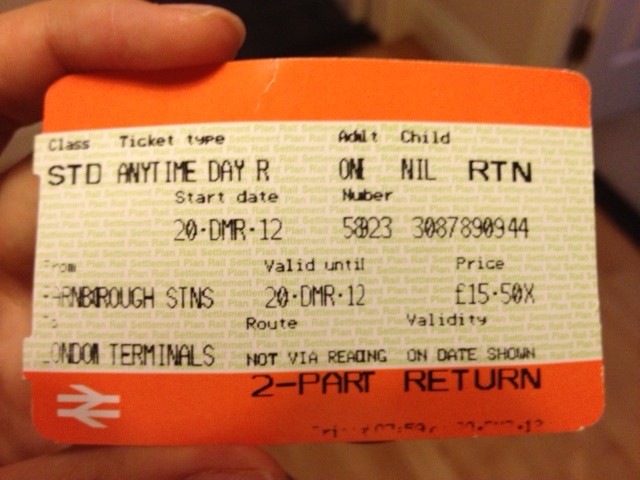 Class Ticket type Adult Child
STD ANYTIME DAY R ONE NIL RTN
Start date Number
20·DMR·12 58023 3087890944
From Valid until Price
FARNBOROUGH STNS 20·DMR·12 £15·50X
To Route Validity
LONDON TERMINALS NOT VIA READING ON DATE SHOWN
2-PART RETURN